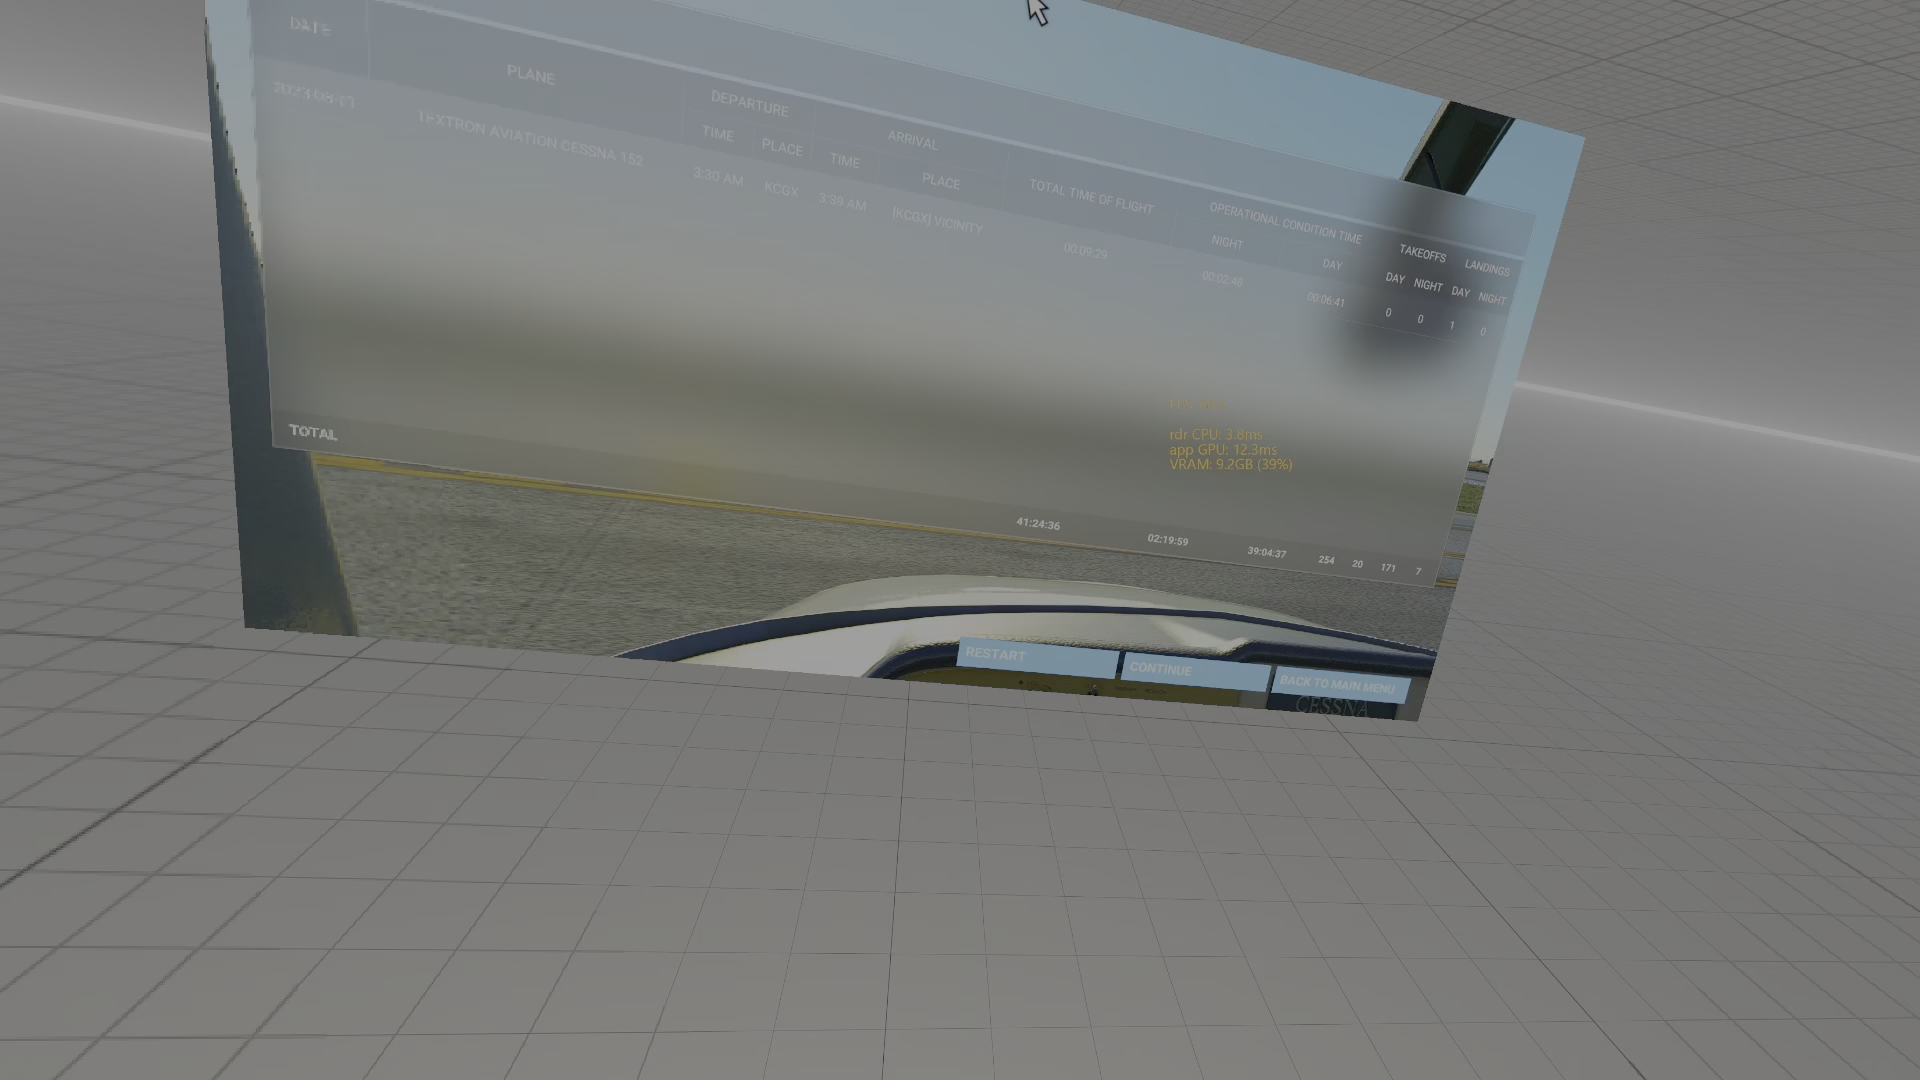 DATE
PLANE
DEPARTURE
ARRIVAL
TIME
PLACE
TIME
PLACE
TOTAL TIME OF FLIGHT
OPERATIONAL CONDITION TIME
NIGHT
DAY
TAKEOFFS
LANDINGS
DAY NIGHT DAY NIGHT
TEXTRON AVIATION CESSNA 152
3:30 AM
KCGX
3:39 AM
[KCGX] VICINITY
00:09:29
00:02:48
00:06:41
0 0 1 0
rdr CPU: 3.8ms
app GPU: 12.3ms
VRAM: 9.2GB (39%)
TOTAL
41:24:36
02:19:59
39:04:37
254 20 171 7
RESTART
CONTINUE
BACK TO MAIN MENU
CESSNA